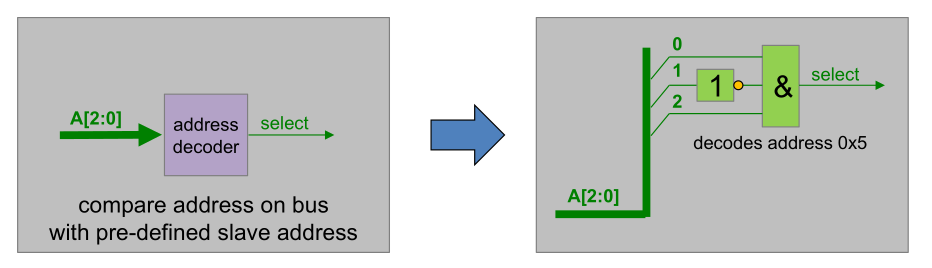 A[2:0]
address
decoder
select
compare address on bus
with pre-defined slave address
0
1
2
1
&
select
decodes address 0x5
A[2:0]